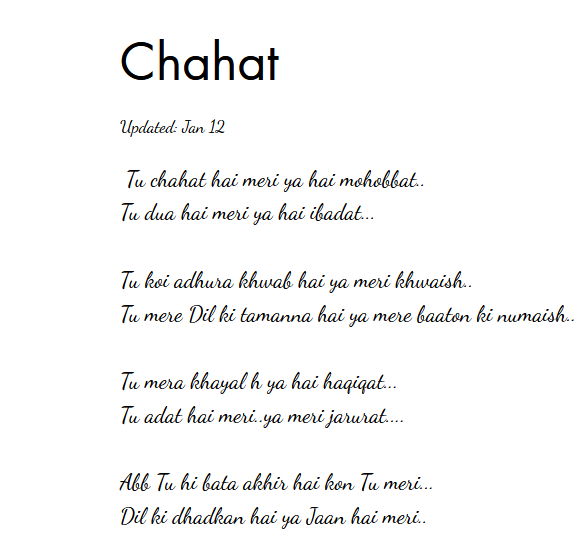 Chahat
Updated: Jan 12
Tu chahat hai meri ya hai mohobbat..
Tu dua hai meri ya hai ibadat...
Tu koi adhura khwab hai ya meri khwaish..
Tu mere Dil ki tamanna hai ya mere baaton ki numaish..
Tu mera khayal h ya hai haqiqat...
Tu adat hai meri..ya meri jarurat....
Abb Tu hi bata akhir hai kon Tu meri...
Dil ki dhadkan hai ya Jaan hai meri..